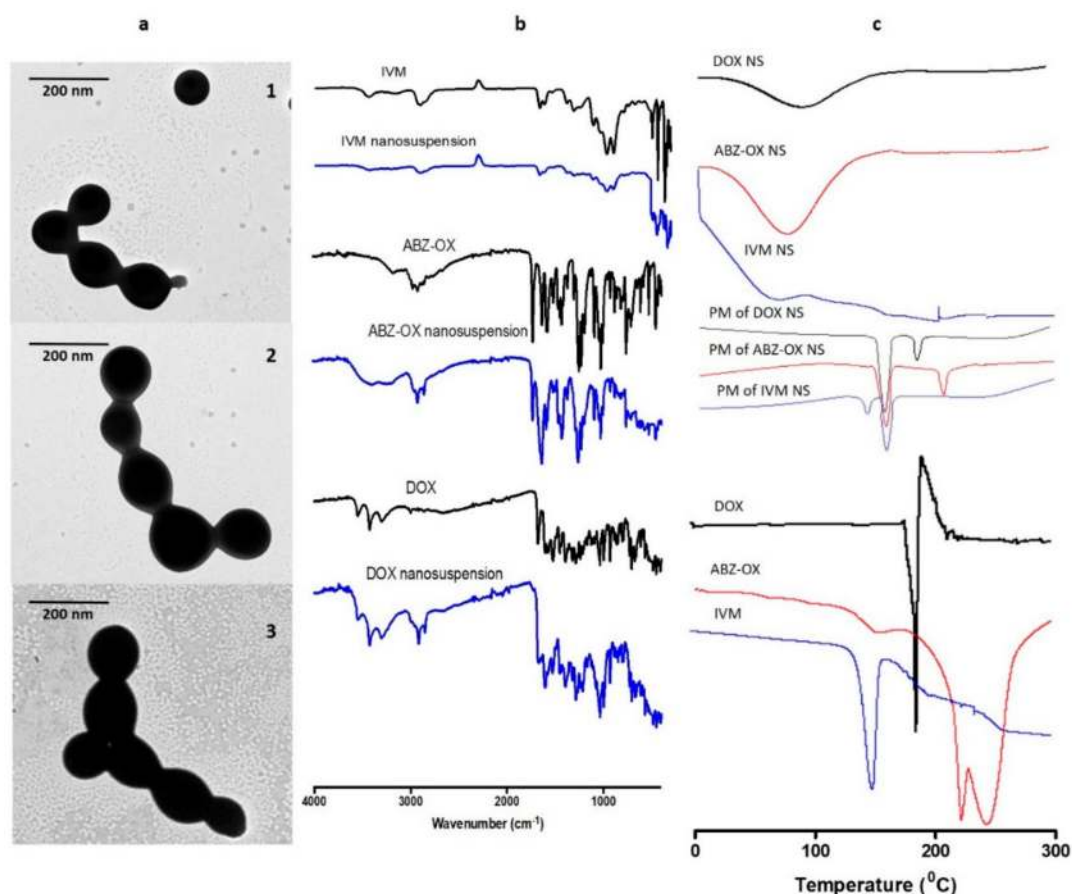 a
b
c
200 nm
1
2
200 nm
3
200 nm
IVM
IVM nanosuspension
ABZ-OX
ABZ-OX nanosuspension
DOX
DOX nanosuspension
4000 3000 2000 1000
Wavenumber (cm⁻¹)
DOX NS
ABZ-OX NS
IVM NS
PM of DOX NS
PM of ABZ-OX NS
PM of IVM NS
DOX
ABZ-OX
IVM
0 100 200 300
Temperature (⁰C)